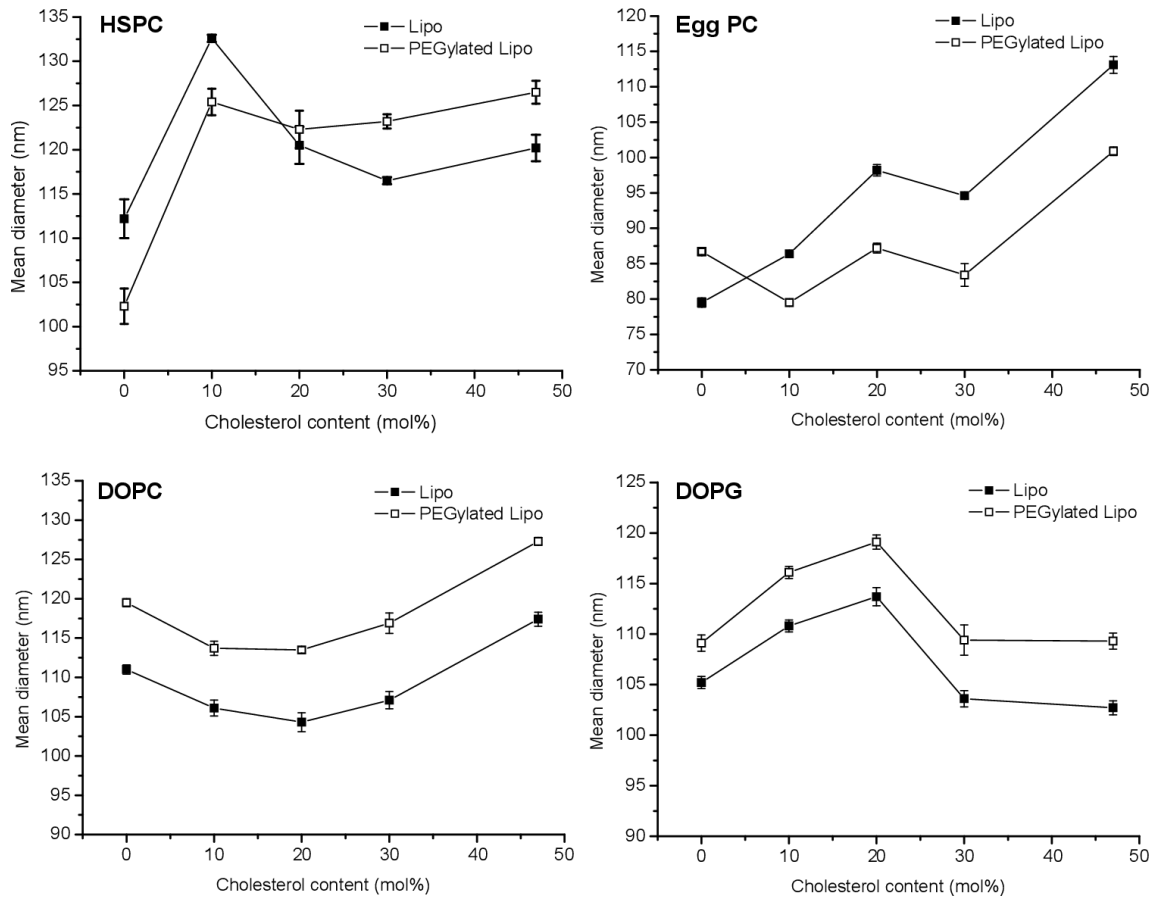 HSPC
Lipo
PEGylated Lipo
135
130
125
120
115
110
105
100
95
Mean diameter (nm)
0 10 20 30 40 50
Cholesterol content (mol%)
Egg PC
Lipo
PEGylated Lipo
120
115
110
105
100
95
90
85
80
75
70
Mean diameter (nm)
0 10 20 30 40 50
Cholesterol content (mol%)
DOPC
Lipo
PEGylated Lipo
135
130
125
120
115
110
105
100
95
90
Mean diameter (nm)
0 10 20 30 40 50
Cholesterol content (mol%)
DOPG
Lipo
PEGylated Lipo
125
120
115
110
105
100
95
90
Mean diameter (nm)
0 10 20 30 40 50
Cholesterol content (mol%)